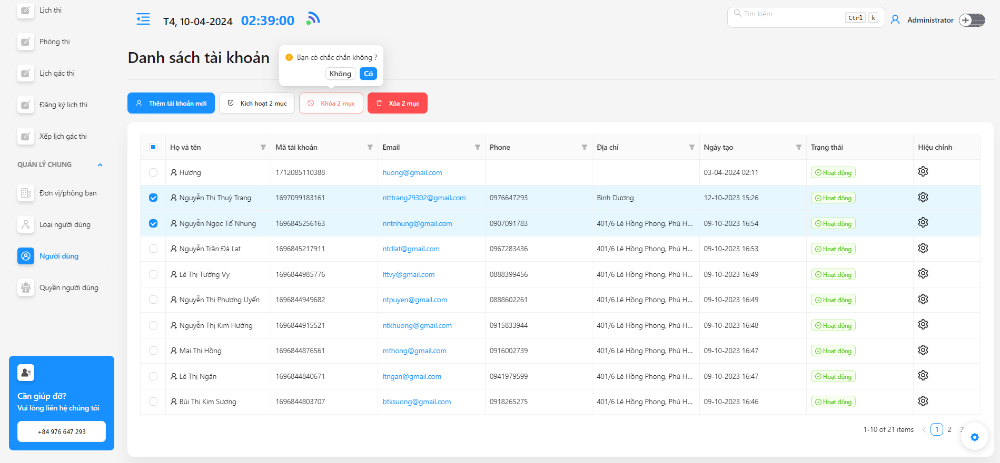 Lịch thi
Phòng thi
Lịch gác thi
Đăng ký lịch thi
Xếp lịch gác thi
QUẢN LÝ CHUNG
Đơn vị/phòng ban
Loại người dùng
Người dùng
Quyền người dùng
Cần giúp đỡ?
Vui lòng liên hệ chúng tôi
+84 976 647 293
T4, 10-04-2024 02:39:00
Tìm kiếm Ctrl k
Administrator
Danh sách tài khoản
Bạn có chắc chắn không ?
Không Có
Thêm tài khoản mới Kích hoạt 2 mục Khóa 2 mục Xóa 2 mục
Họ và tên Mã tài khoản Email Phone Địa chỉ Ngày tạo Trạng thái Hiệu chỉnh
Hương 1712085110388 huong@gmail.com 03-04-2024 02:11 Hoạt động
Nguyễn Thị Thuỳ Trang 1697099183161 ntttrang29302@gmail.com 0976647293 Bình Dương 12-10-2023 15:26 Hoạt động
Nguyễn Ngọc Tố Nhung 1696845256163 nntnhung@gmail.com 0907091783 401/6 Lê Hồng Phong, Phú H... 09-10-2023 16:54 Hoạt động
Nguyễn Trần Đà Lạt 1696845217911 ntdlat@gmail.com 0967283436 401/6 Lê Hồng Phong, Phú H... 09-10-2023 16:53 Hoạt động
Lê Thị Tường Vy 1696844985776 lttvy@gmail.com 0888399456 401/6 Lê Hồng Phong, Phú H... 09-10-2023 16:49 Hoạt động
Nguyễn Thị Phượng Uyển 1696844949682 ntpuyen@gmail.com 0888602261 401/6 Lê Hồng Phong, Phú H... 09-10-2023 16:49 Hoạt động
Nguyễn Thị Kim Hường 1696844915521 ntkhuong@gmail.com 0915833944 401/6 Lê Hồng Phong, Phú H... 09-10-2023 16:48 Hoạt động
Mai Thị Hồng 1696844876561 mthong@gmail.com 0916002739 401/6 Lê Hồng Phong, Phú H... 09-10-2023 16:47 Hoạt động
Lê Thị Ngân 1696844840671 ltngan@gmail.com 0941979599 401/6 Lê Hồng Phong, Phú H... 09-10-2023 16:47 Hoạt động
Bùi Thị Kim Sương 1696844803707 btksuong@gmail.com 0918265275 401/6 Lê Hồng Phong, Phú H... 09-10-2023 16:46 Hoạt động
1-10 of 21 items < 1 2 3